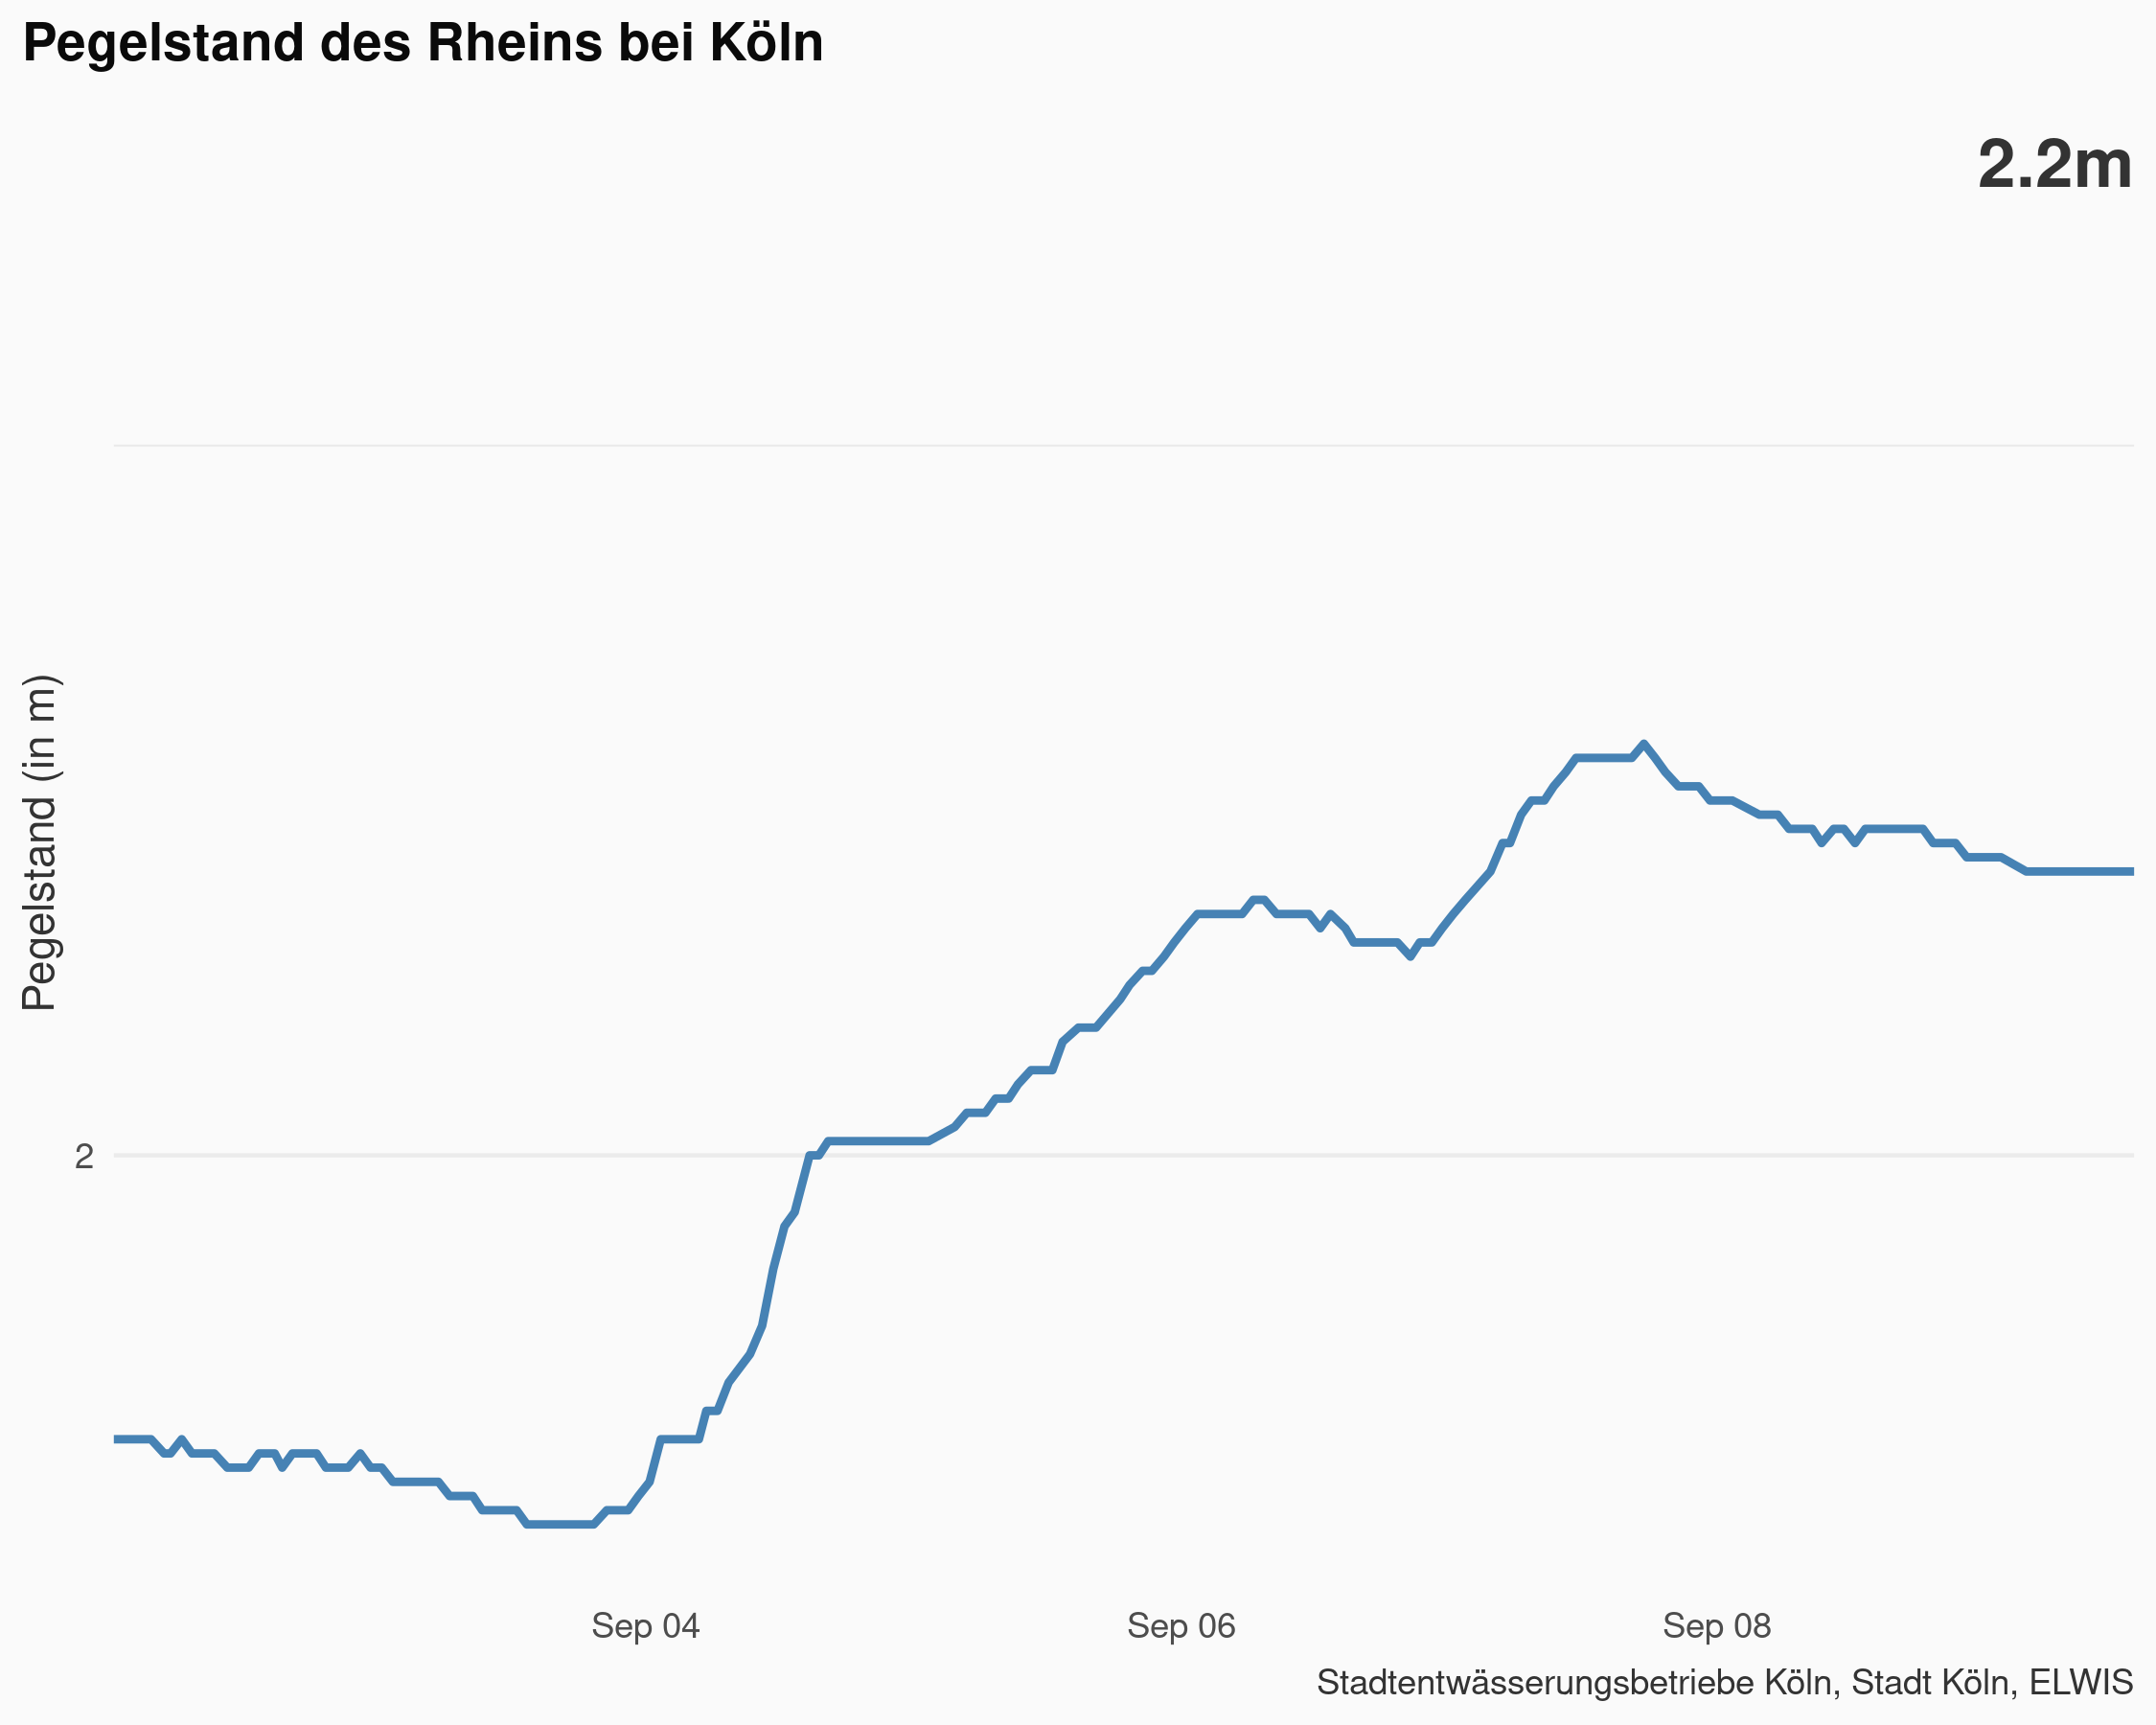 Pegelstand des Rheins bei Köln
2.2m
Pegelstand (in m)
2
Sep 04
Sep 06
Sep 08
Stadtentwässerungsbetriebe Köln, Stadt Köln, ELWIS